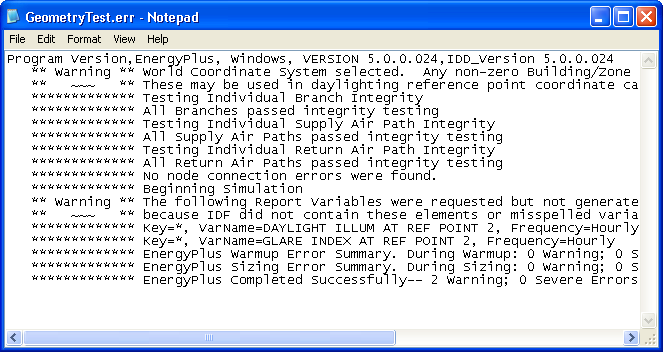 GeometryTest.err - Notepad
File Edit Format View Help
Program Version,EnergyPlus, Windows, VERSION 5.0.0.024,IDD_Version 5.0.0.024
** Warning ** World Coordinate System selected.  Any non-zero Building/Zone
**   ~~~   ** These may be used in daylighting reference point coordinate ca
************* Testing Individual Branch Integrity
************* All Branches passed integrity testing
************* Testing Individual Supply Air Path Integrity
************* All Supply Air Paths passed integrity testing
************* Testing Individual Return Air Path Integrity
************* All Return Air Paths passed integrity testing
************* No node connection errors were found.
************* Beginning Simulation
** Warning ** The following Report Variables were requested but not generate
**   ~~~   ** because IDF did not contain these elements or misspelled varia
************* Key=*, VarName=DAYLIGHT ILLUM AT REF POINT 2, Frequency=Hourly
************* Key=*, VarName=GLARE INDEX AT REF POINT 2, Frequency=Hourly
************* EnergyPlus Warmup Error Summary. During Warmup: 0 Warning; 0 S
************* EnergyPlus Sizing Error Summary. During Sizing: 0 Warning; 0 S
************* EnergyPlus Completed Successfully-- 2 Warning; 0 Severe Errors